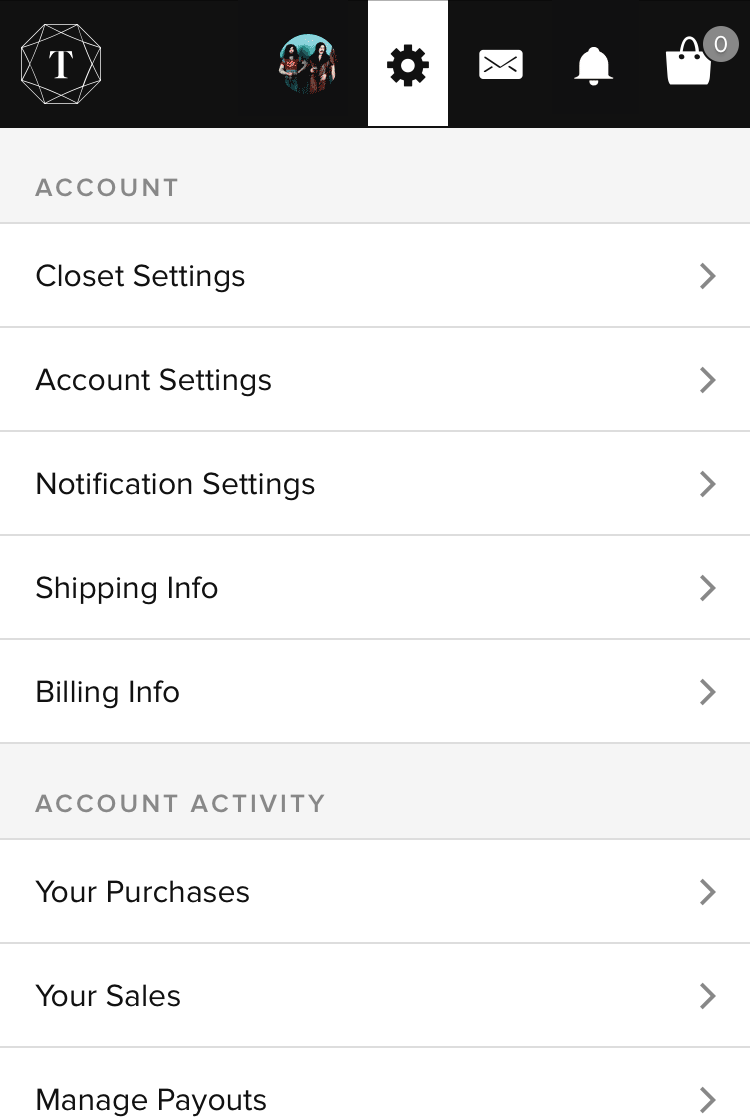 T
0
ACCOUNT
Closet Settings
Account Settings
Notification Settings
Shipping Info
Billing Info
ACCOUNT ACTIVITY
Your Purchases
Your Sales
Manage Payouts